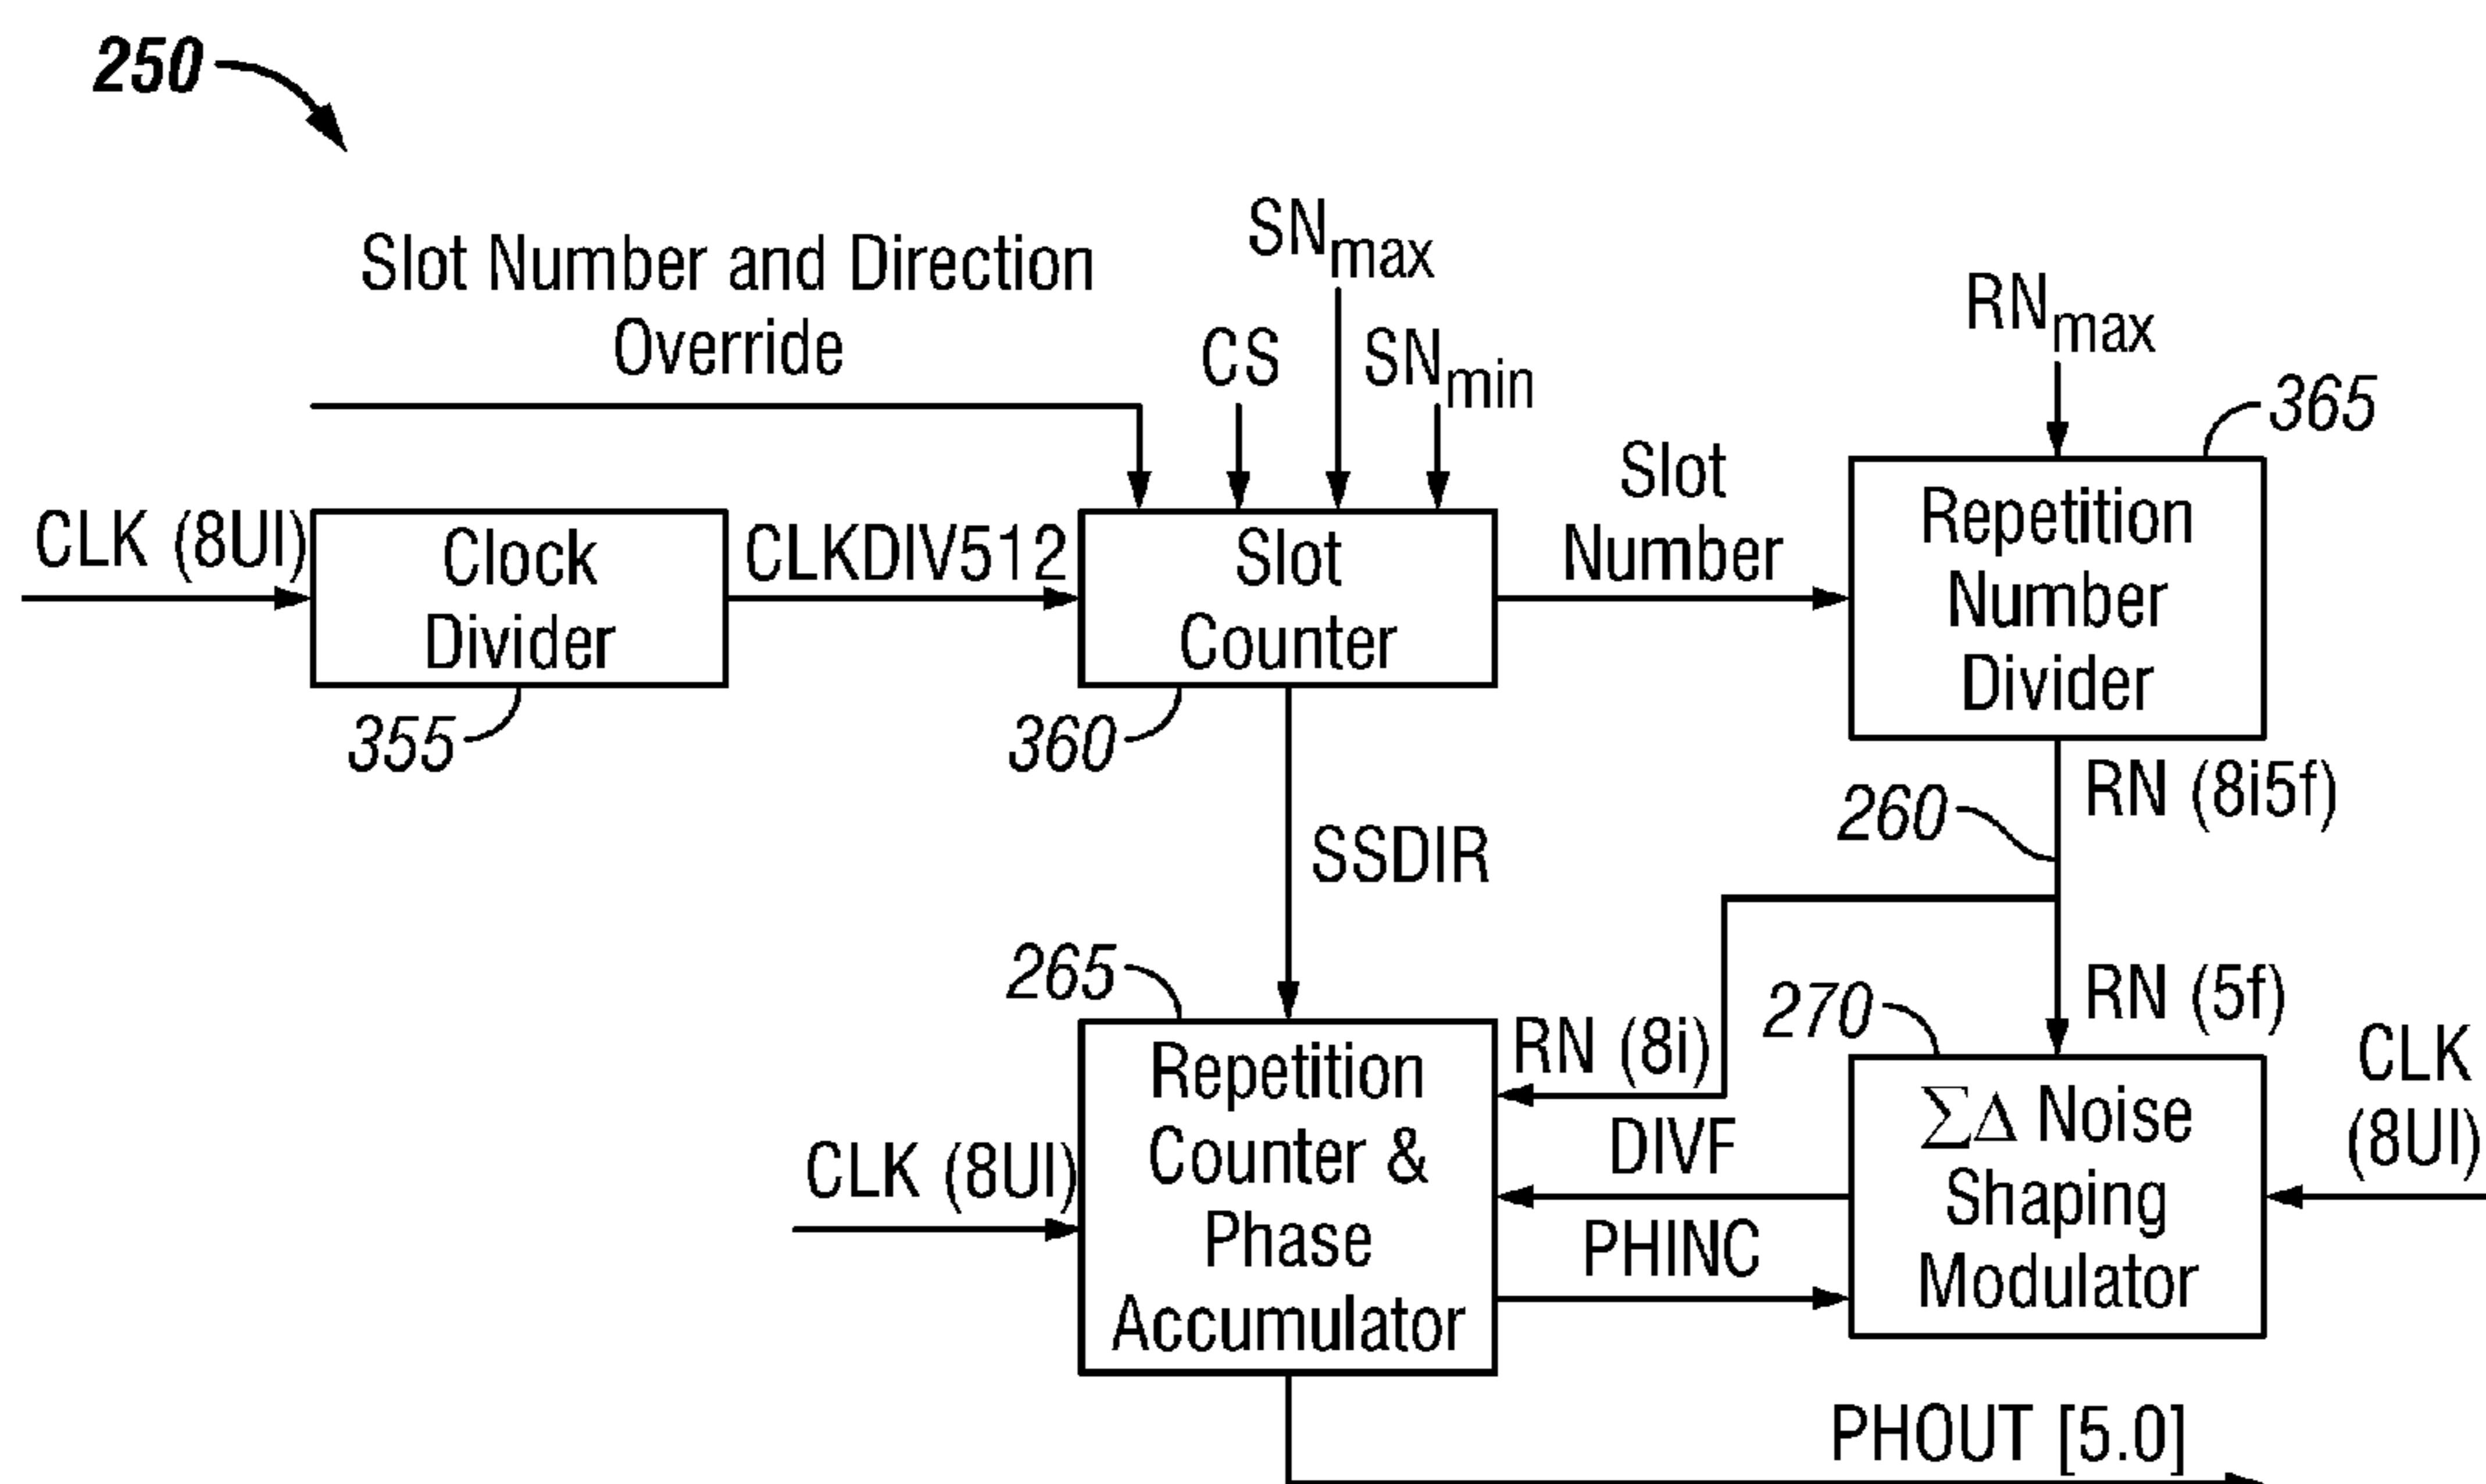 250
Slot Number and Direction
Override
CS
SNmax
SNmin
RNmax
365
CLK (8UI)
Clock
Divider
355
CLKDIV512
Slot
Counter
360
Slot
Number
Repetition
Number
Divider
RN (8i5f)
260
SSDIR
265
RN (8i)
270
RN (5f)
Repetition
Counter &
Phase
Accumulator
CLK (8UI)
DIVF
PHINC
ΣΔ Noise
Shaping
Modulator
CLK
(8UI)
PHOUT [5.0]